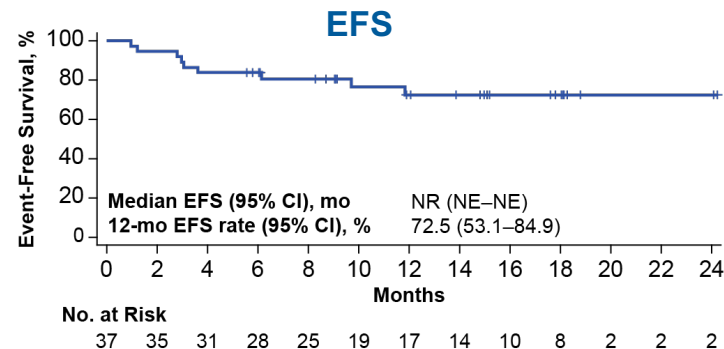 EFS
Event-Free Survival, %
100
80
60
40
20
0
Median EFS (95% CI), mo NR (NE–NE)
12-mo EFS rate (95% CI), % 72.5 (53.1–84.9)
0 2 4 6 8 10 12 14 16 18 20 22 24
Months
No. at Risk
37 35 31 28 25 19 17 14 10 8 2 2 2